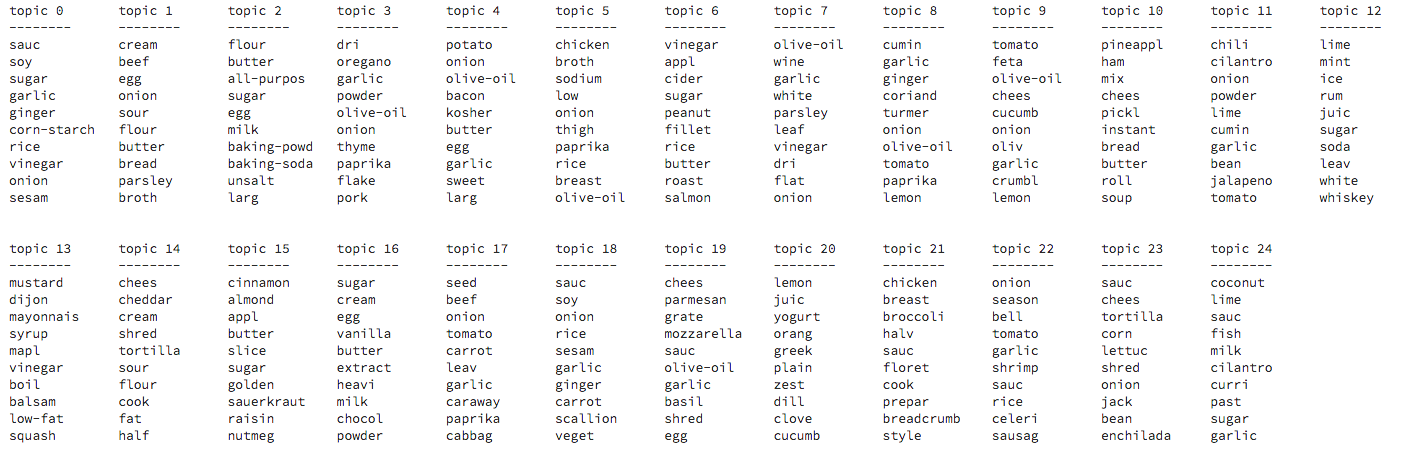 topic 0 topic 1 topic 2 topic 3 topic 4 topic 5 topic 6 topic 7 topic 8 topic 9 topic 10 topic 11 topic 12
-------- -------- -------- -------- -------- -------- -------- -------- -------- -------- -------- -------- --------
sauc cream flour dri potato chicken vinegar olive-oil cumin tomato pineappl chili lime
soy beef butter oregano onion broth appl wine garlic feta ham cilantro mint
sugar egg all-purpos garlic olive-oil sodium cider garlic ginger olive-oil mix onion ice
garlic onion sugar powder bacon low sugar white coriand chees chees powder rum
ginger sour egg olive-oil kosher onion peanut parsley turmer cucumb pickl lime juic
corn-starch flour milk onion butter thigh fillet leaf onion onion instant cumin sugar
rice butter baking-powd thyme egg paprika rice vinegar olive-oil oliv bread garlic soda
vinegar bread baking-soda paprika garlic rice butter dri tomato garlic butter bean leav
onion parsley unsalt flake sweet breast roast flat paprika crumbl roll jalapeno white
sesam broth larg pork larg olive-oil salmon onion lemon lemon soup tomato whiskey
topic 13 topic 14 topic 15 topic 16 topic 17 topic 18 topic 19 topic 20 topic 21 topic 22 topic 23 topic 24
-------- -------- -------- -------- -------- -------- -------- -------- -------- -------- -------- --------
mustard chees cinnamon sugar seed sauc chees lemon chicken onion sauc coconut
dijon cheddar almond cream beef soy parmesan juic breast season chees lime
mayonnais cream appl egg onion onion grate yogurt broccoli bell tortilla sauc
syrup shred butter vanilla tomato rice mozzarella orang halv tomato corn fish
mapl tortilla slice butter carrot sesam sauc greek sauc garlic lettuc milk
vinegar sour sugar extract leav garlic olive-oil plain floret shrimp shred cilantro
boil flour golden heavi garlic ginger garlic zest cook sauc onion curri
balsam cook sauerkraut milk caraway carrot basil dill prepar rice jack past
low-fat fat raisin chocol paprika scallion shred clove breadcrumb celeri bean sugar
squash half nutmeg powder cabbag veget egg cucumb style sausag enchilada garlic